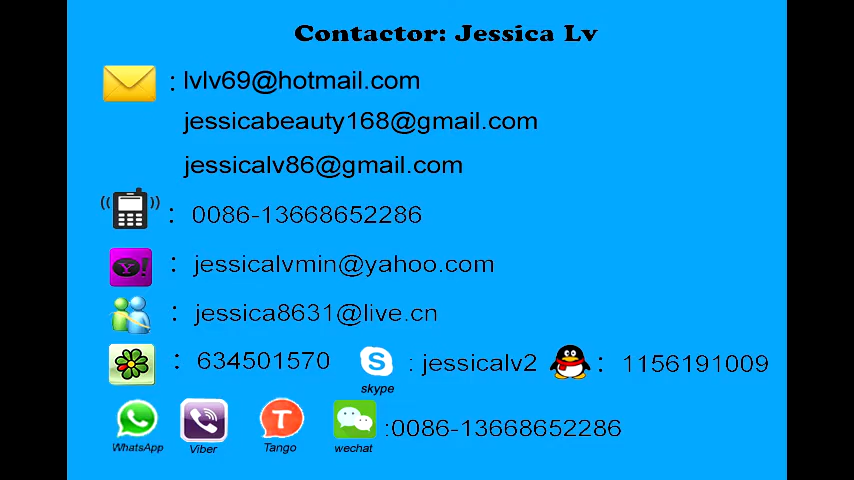 Contactor: Jessica Lv
: lvlv69@hotmail.com
jessicabeauty168@gmail.com
jessicalv86@gmail.com
: 0086-13668652286
Y! : jessicalvmin@yahoo.com
: jessica8631@live.cn
: 634501570 S skype : jessicalv2 : 1156191009
WhatsApp Viber T Tango wechat :0086-13668652286